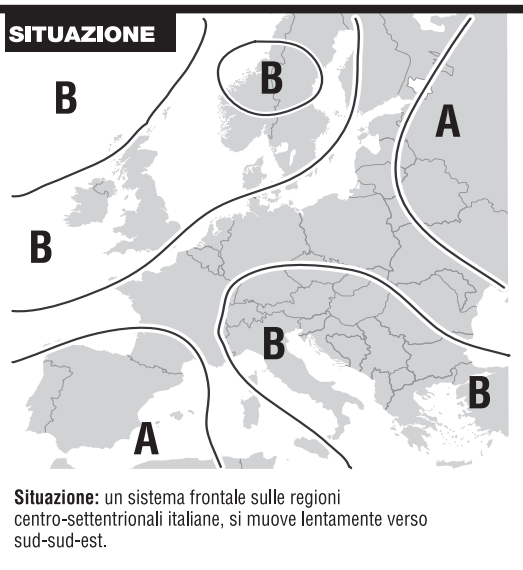 SITUAZIONE
B
B
A
B
B
B
A
Situazione: un sistema frontale sulle regioni
centro-settentrionali italiane, si muove lentamente verso
sud-sud-est.